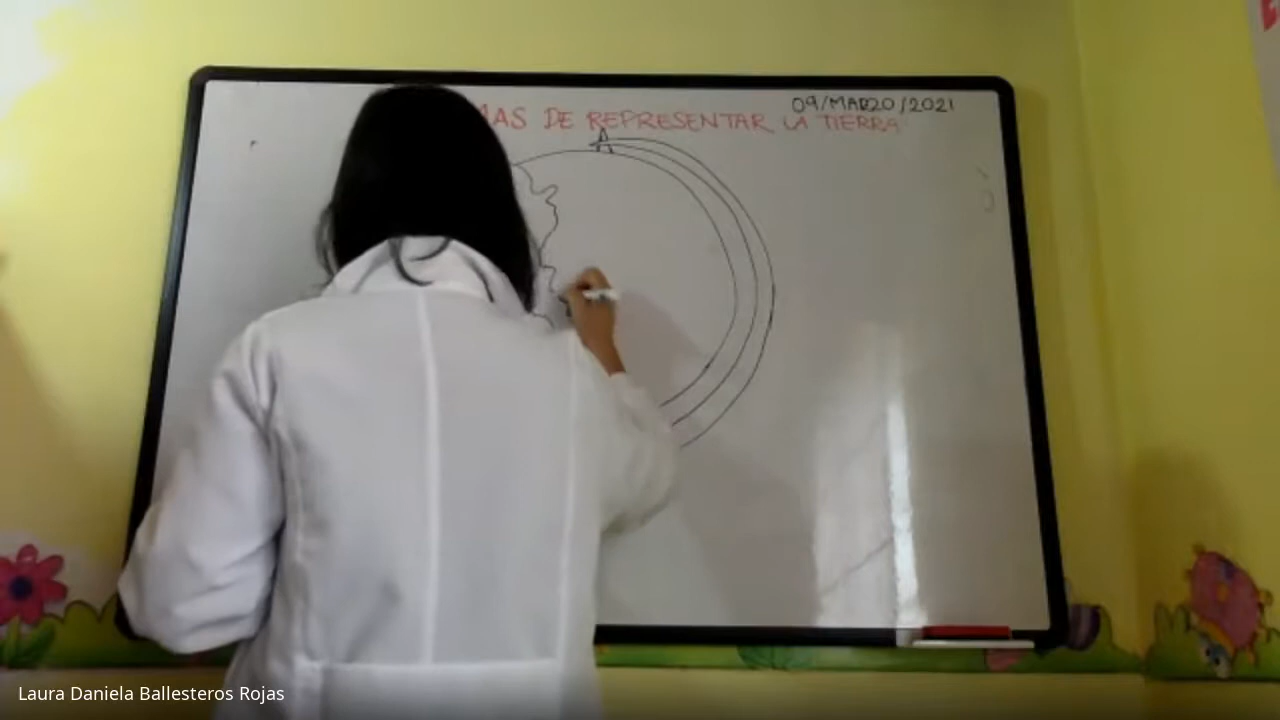 09/MARZO/2021
MAS DE REPRESENTAR LA TIERRA
Laura Daniela Ballesteros Rojas